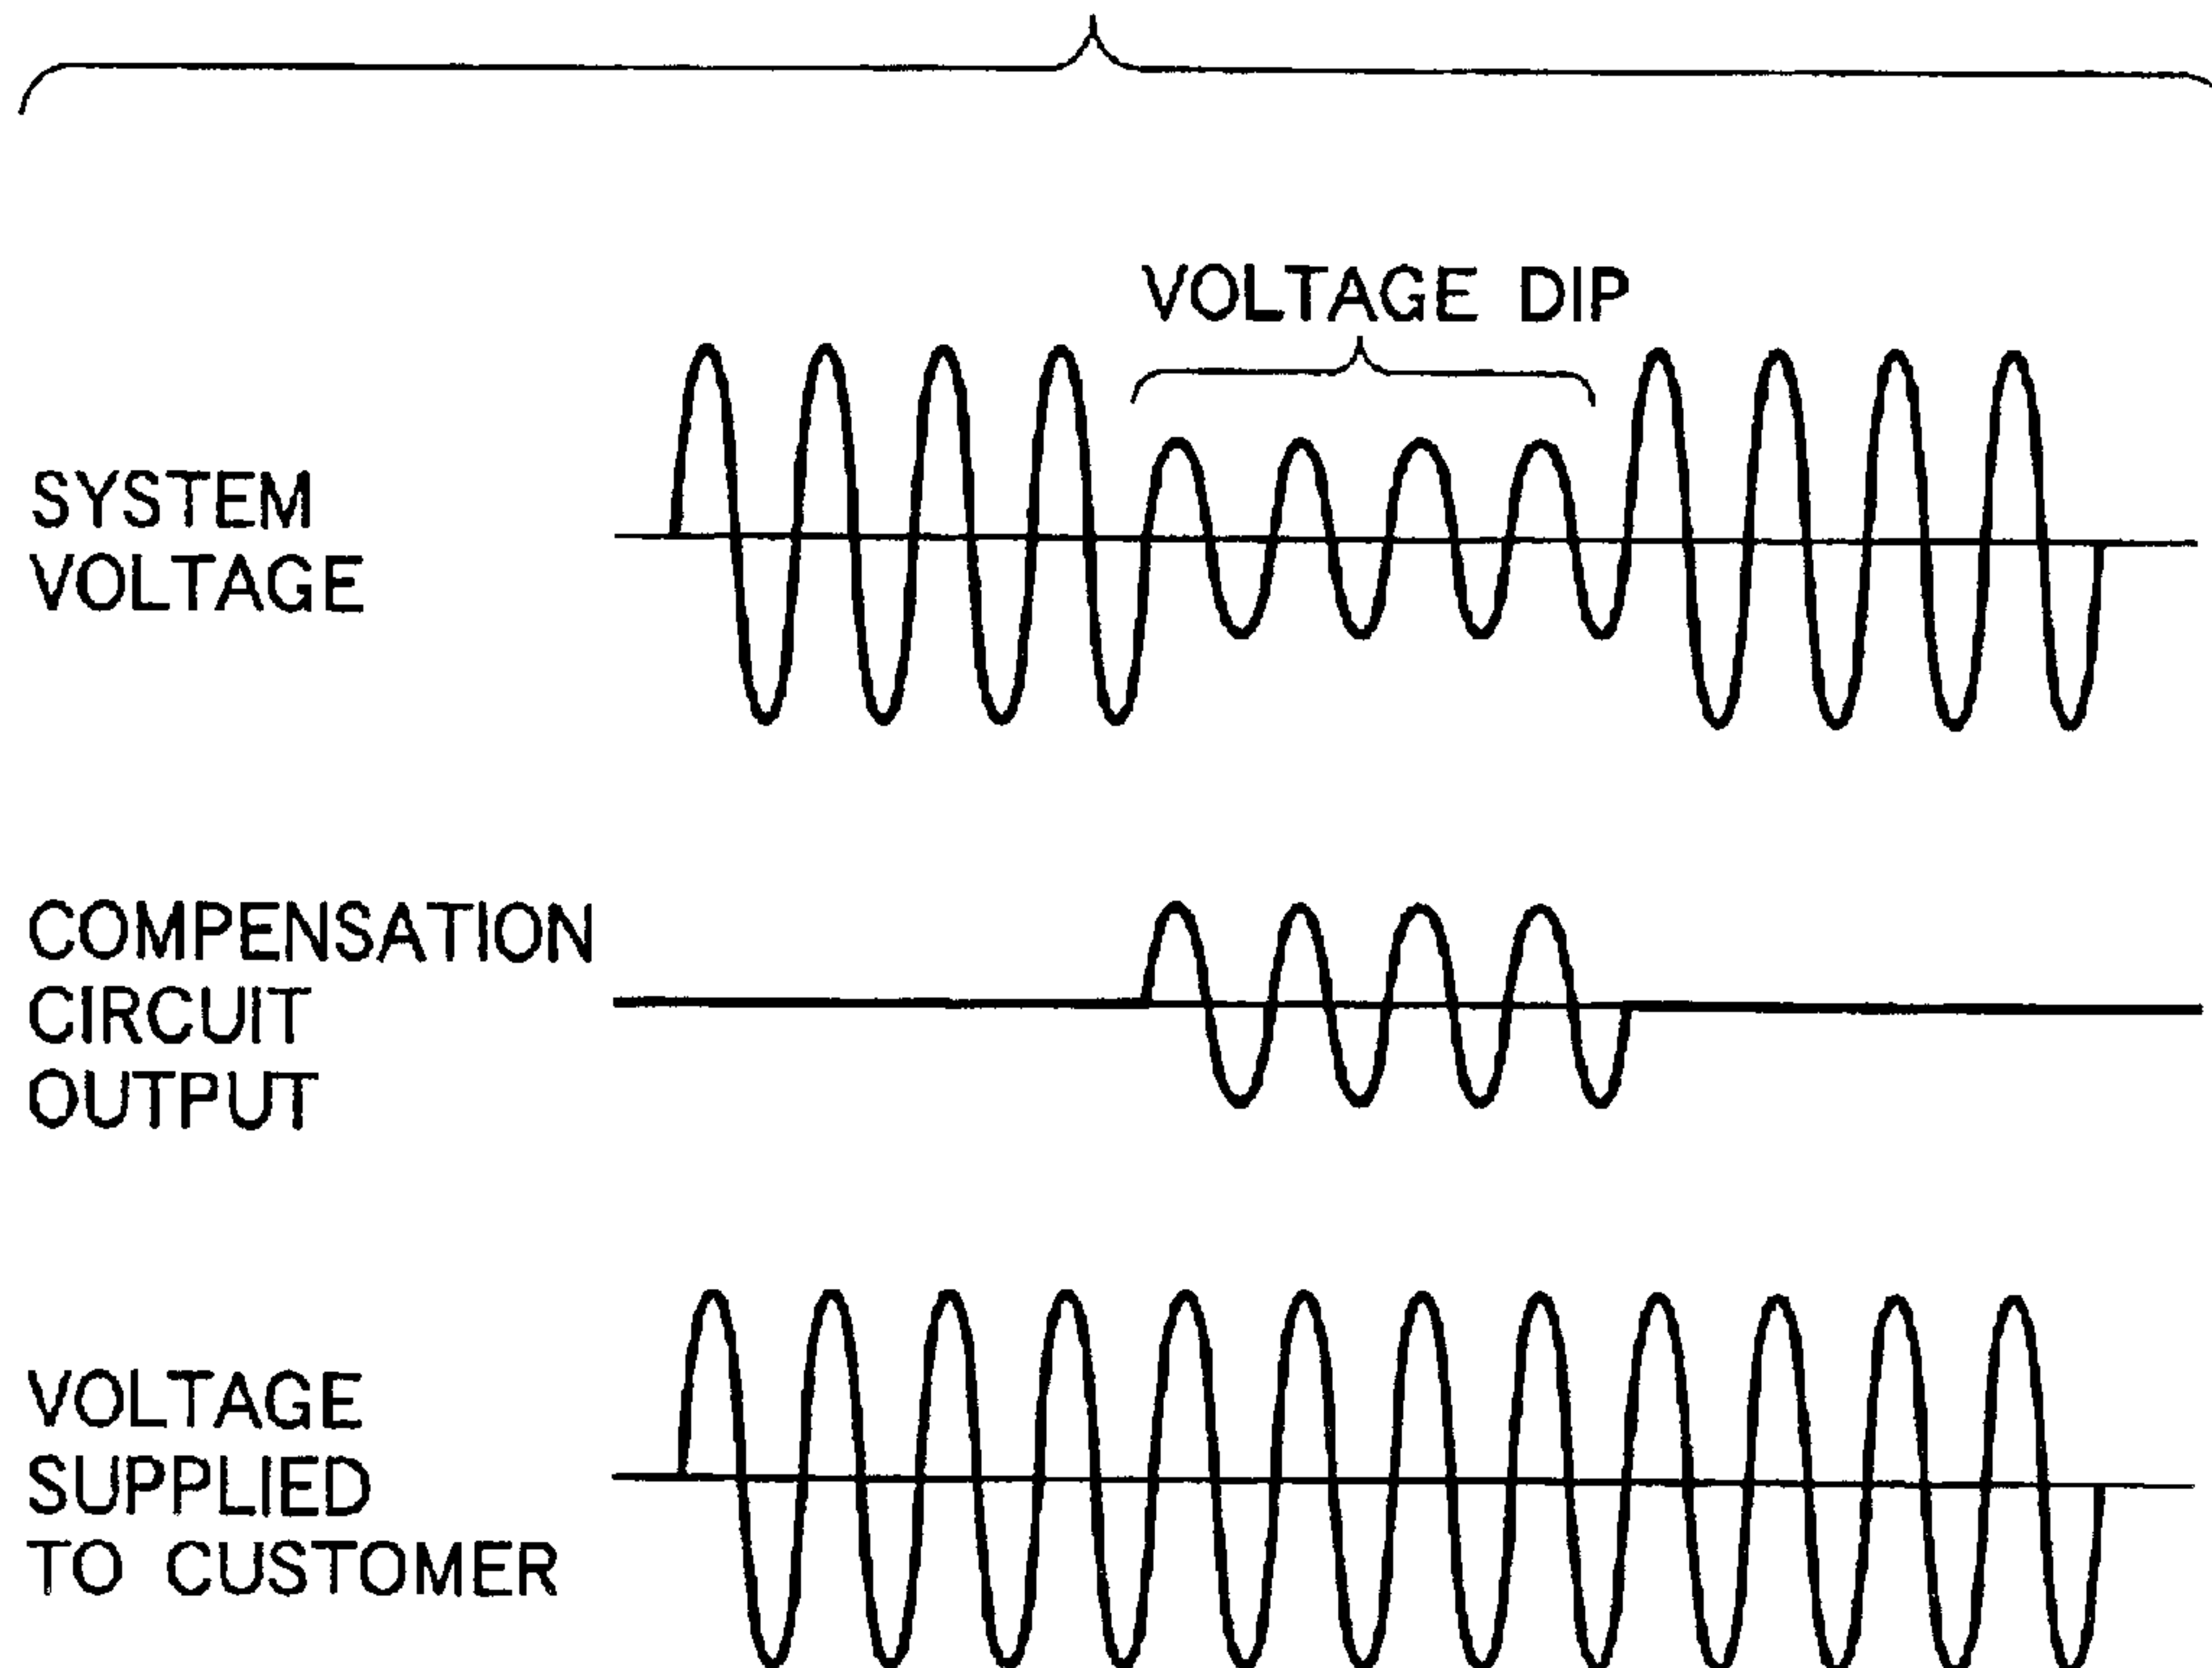 VOLTAGE DIP
SYSTEM
VOLTAGE
COMPENSATION
CIRCUIT
OUTPUT
VOLTAGE
SUPPLIED
TO CUSTOMER